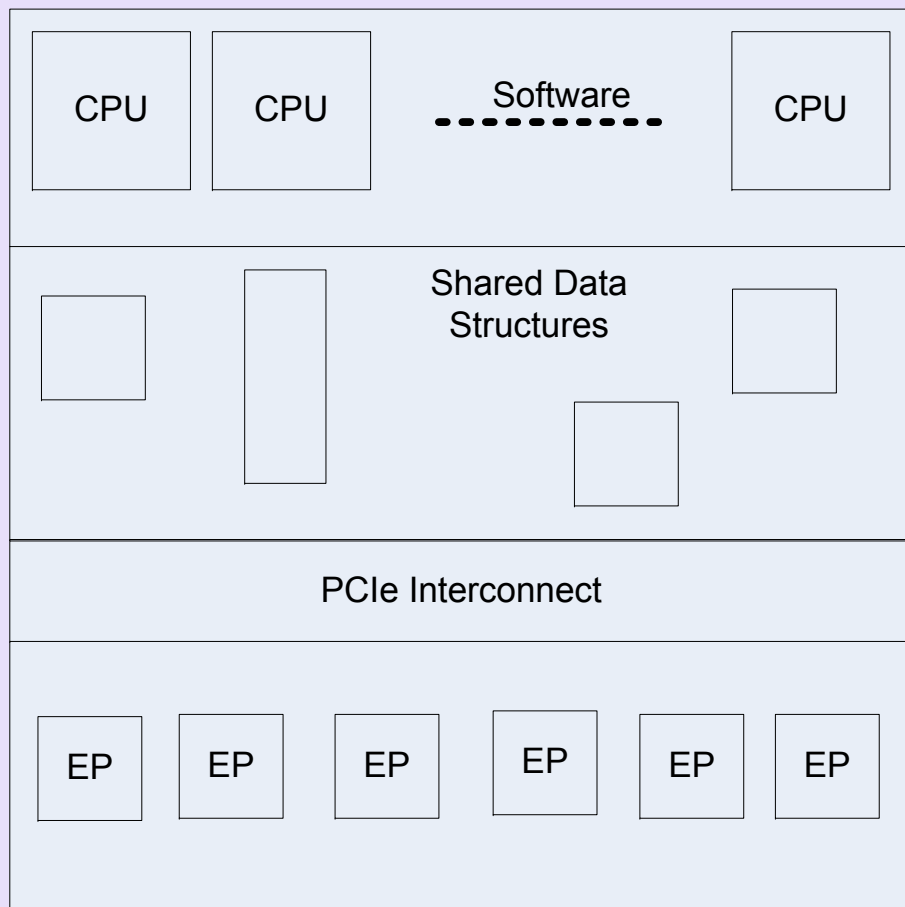 CPU
CPU
Software
CPU
Shared Data
Structures
PCIe Interconnect
EP
EP
EP
EP
EP
EP